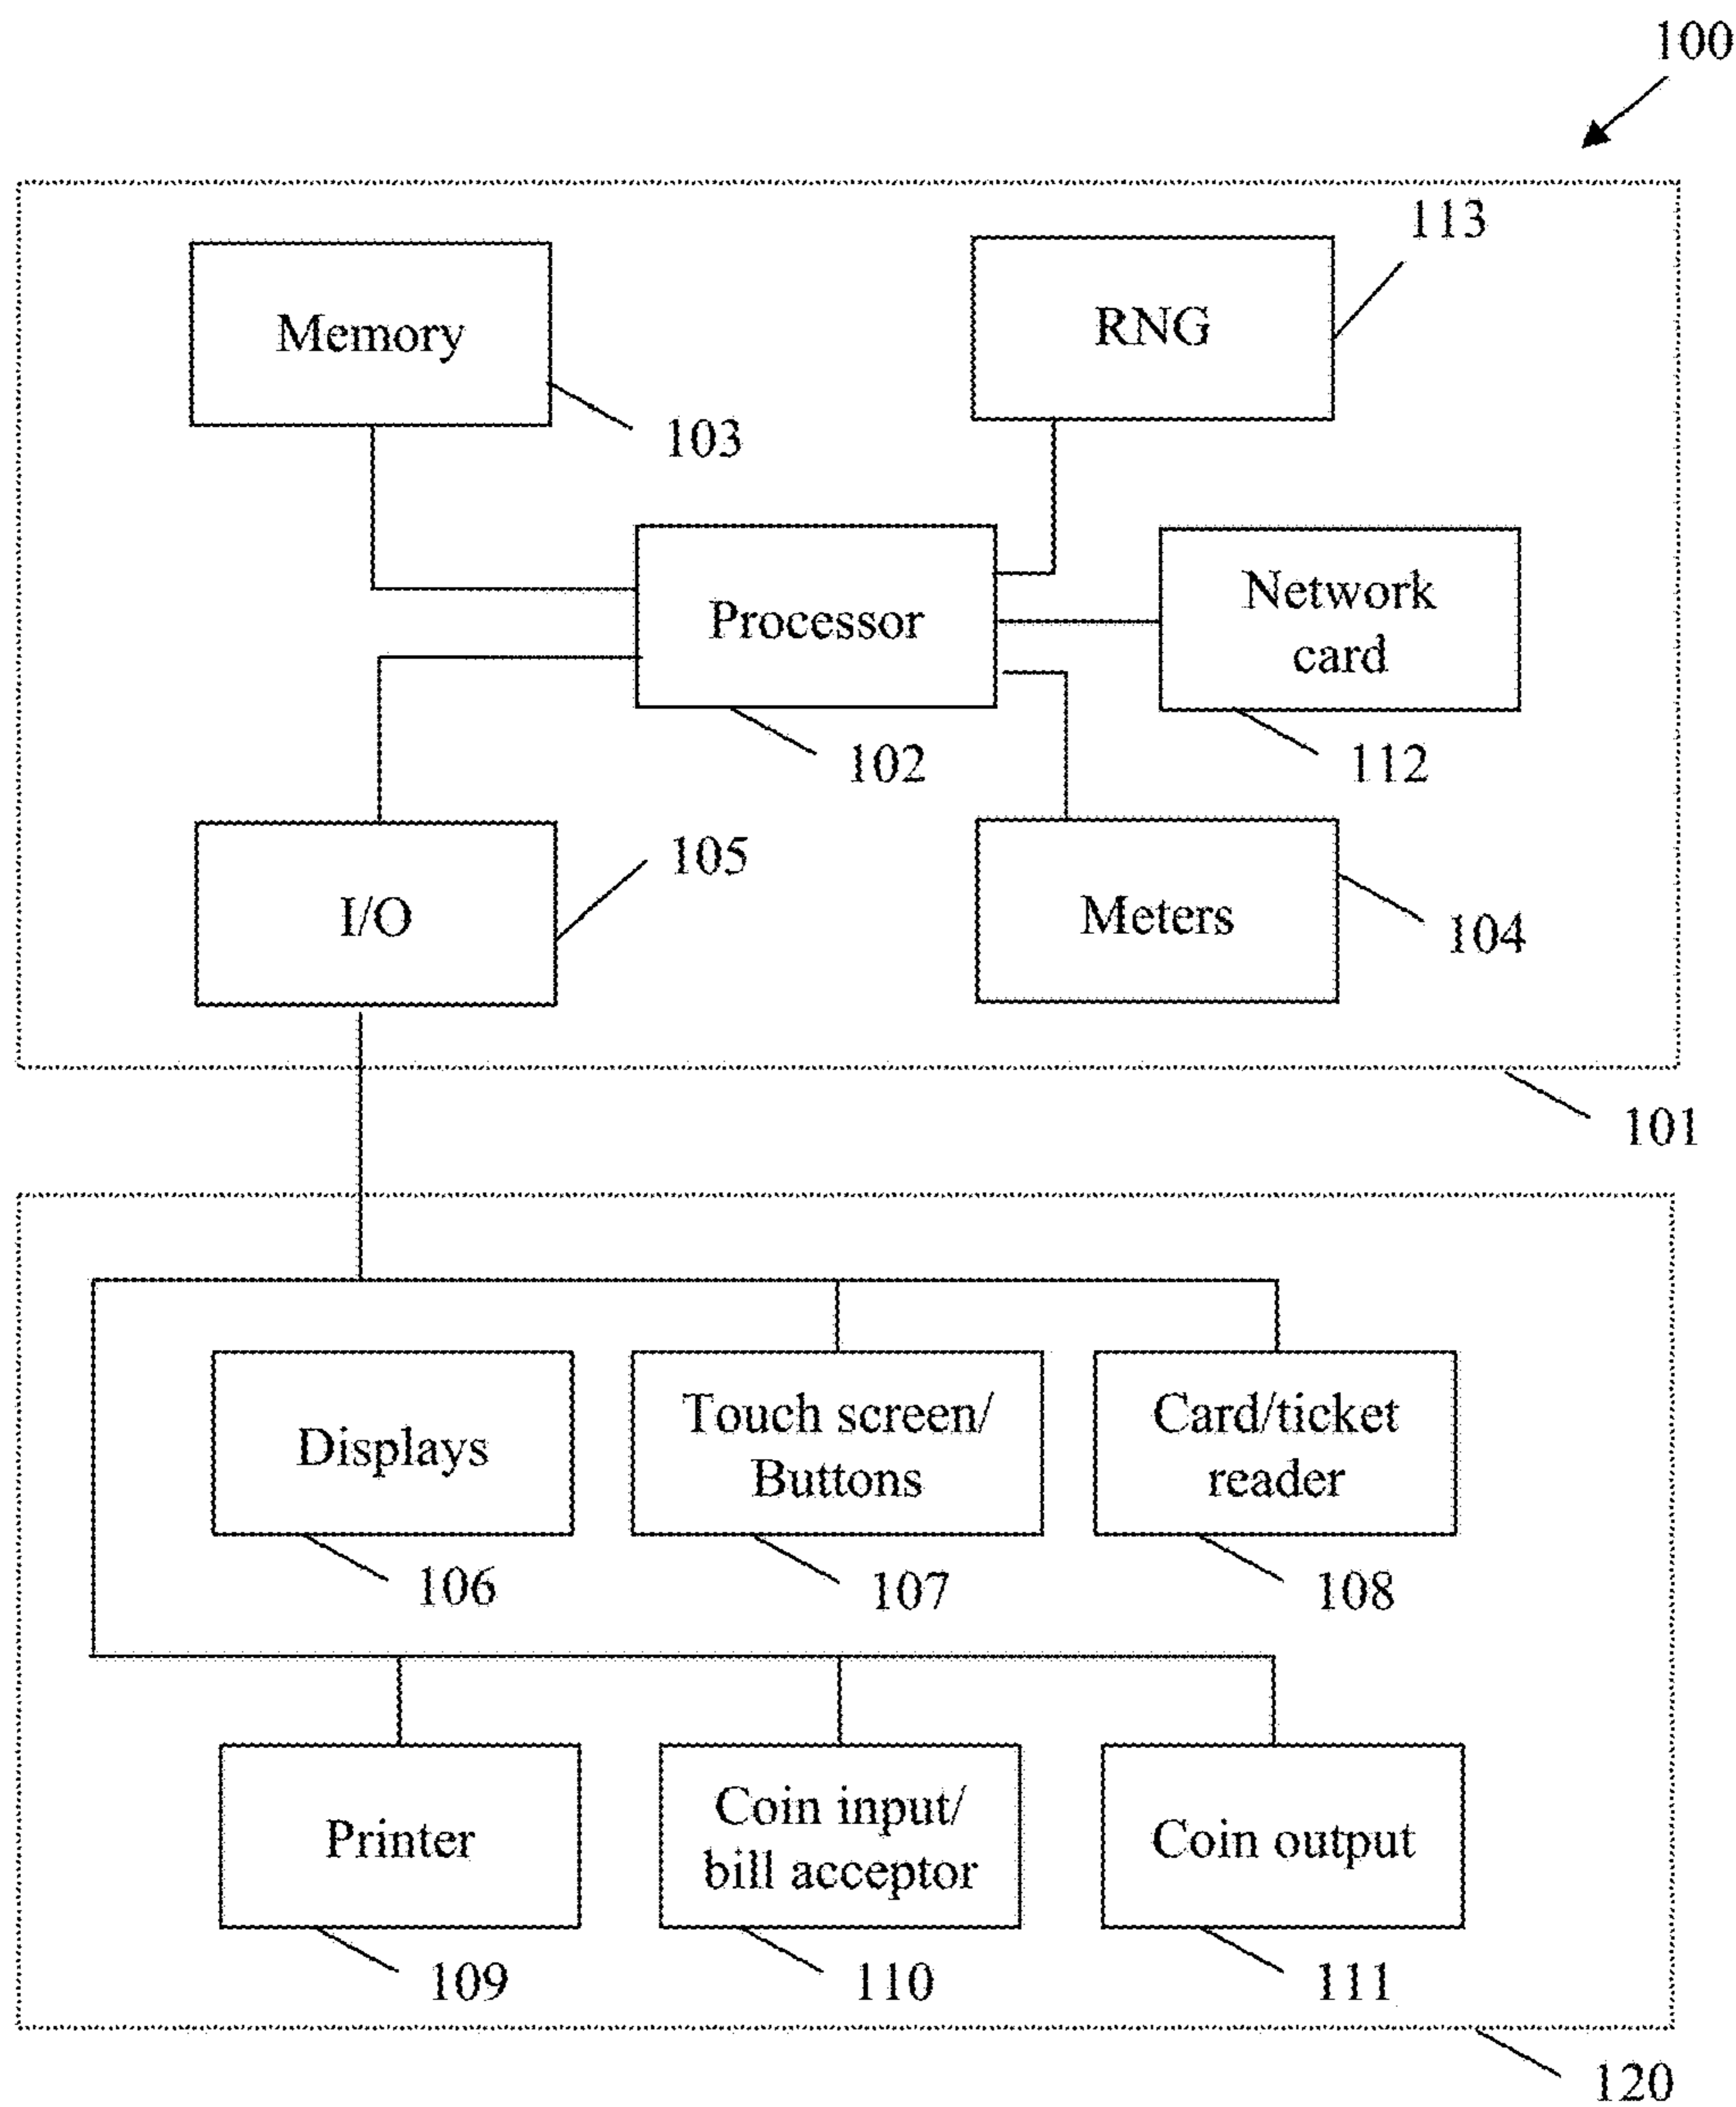 100
113
Memory
RNG
103
Processor
Network
card
102
112
I/O
105
Meters
104
101
Displays
Touch screen/
Buttons
Card/ticket
reader
106
107
108
Printer
Coin input/
bill acceptor
Coin output
109
110
111
120